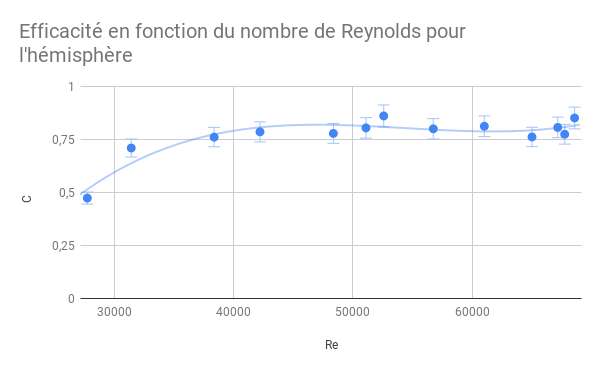 Efficacité en fonction du nombre de Reynolds pour
l'hémisphère
1
0,75
0,5
0,25
0
C
30000
40000
50000
60000
Re